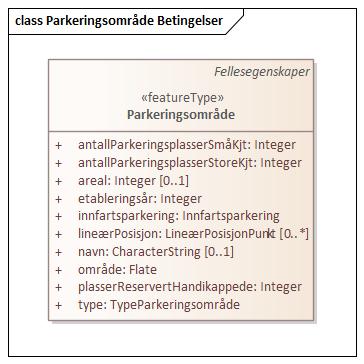 class Parkeringsområde Betingelser
Fellesegenskaper
«featureType»
Parkeringsområde
+ antallParkeringsplasserSmåKjt: Integer
+ antallParkeringsplasserStoreKjt: Integer
+ areal: Integer [0..1]
+ etableringsår: Integer
+ innfartsparkering: Innfartsparkering
+ lineærPosisjon: LineærPosisjonPunkt [0..*]
+ navn: CharacterString [0..1]
+ område: Flate
+ plasserReservertHandikappede: Integer
+ type: TypeParkeringsområde